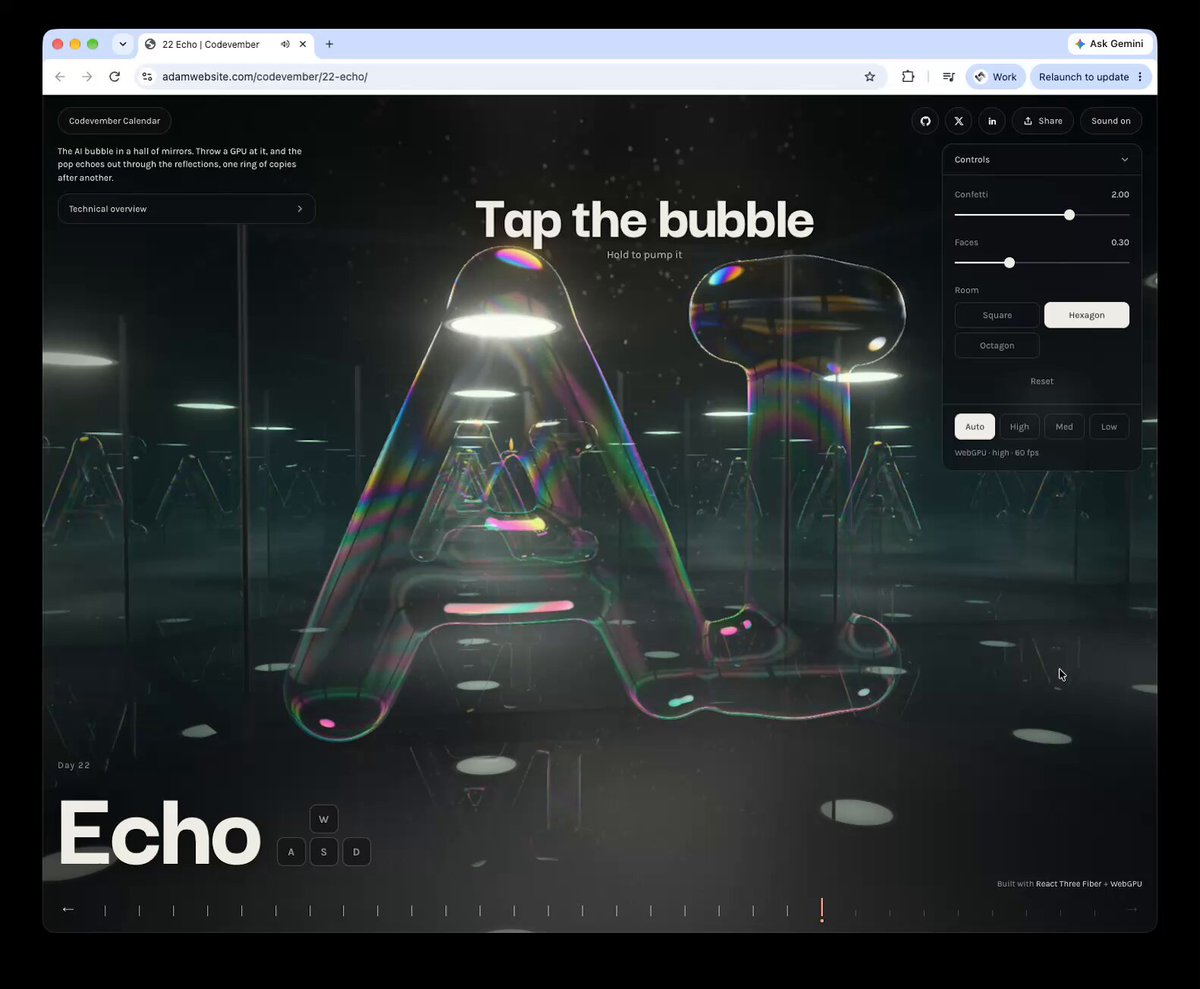 22 Echo | Codevember
Ask Gemini
adamwebsite.com/codevember/22-echo/
Work
Relaunch to update
Codevember Calendar
The AI bubble in a hall of mirrors. Throw a GPU at it, and the
pop echoes out through the reflections, one ring of copies
after another.
Technical overview
Share
Sound on
Controls
Confetti 2.00
Faces 0.30
Room
Square Hexagon
Octagon
Reset
Auto High Med Low
WebGPU · high · 60 fps
Tap the bubble
Hold to pump it
AI
Day 22
Echo
W
A S D
Built with React Three Fiber + WebGPU